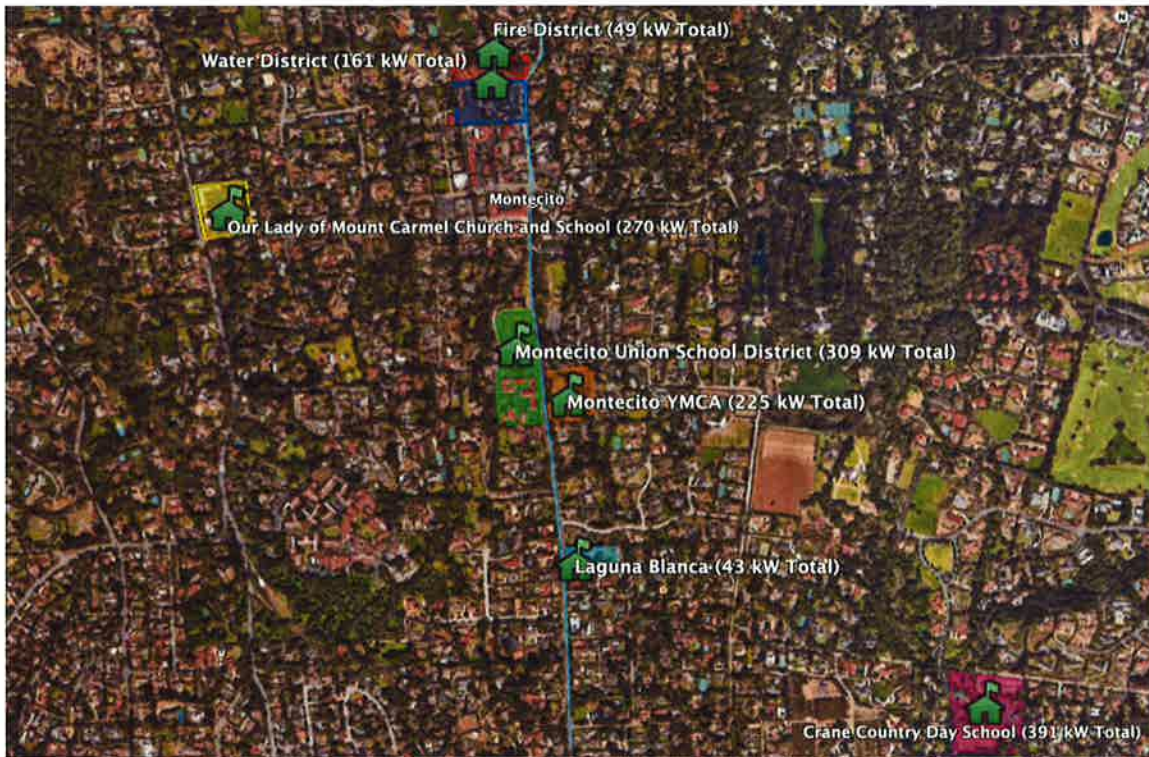 N
Fire District (49 kW Total)
Water District (161 kW Total)
Montecito
Our Lady of Mount Carmel Church and School (270 kW Total)
Montecito Union School District (309 kW Total)
Montecito YMCA (225 kW Total)
Laguna Blanca (43 kW Total)
Crane Country Day School (391 kW Total)